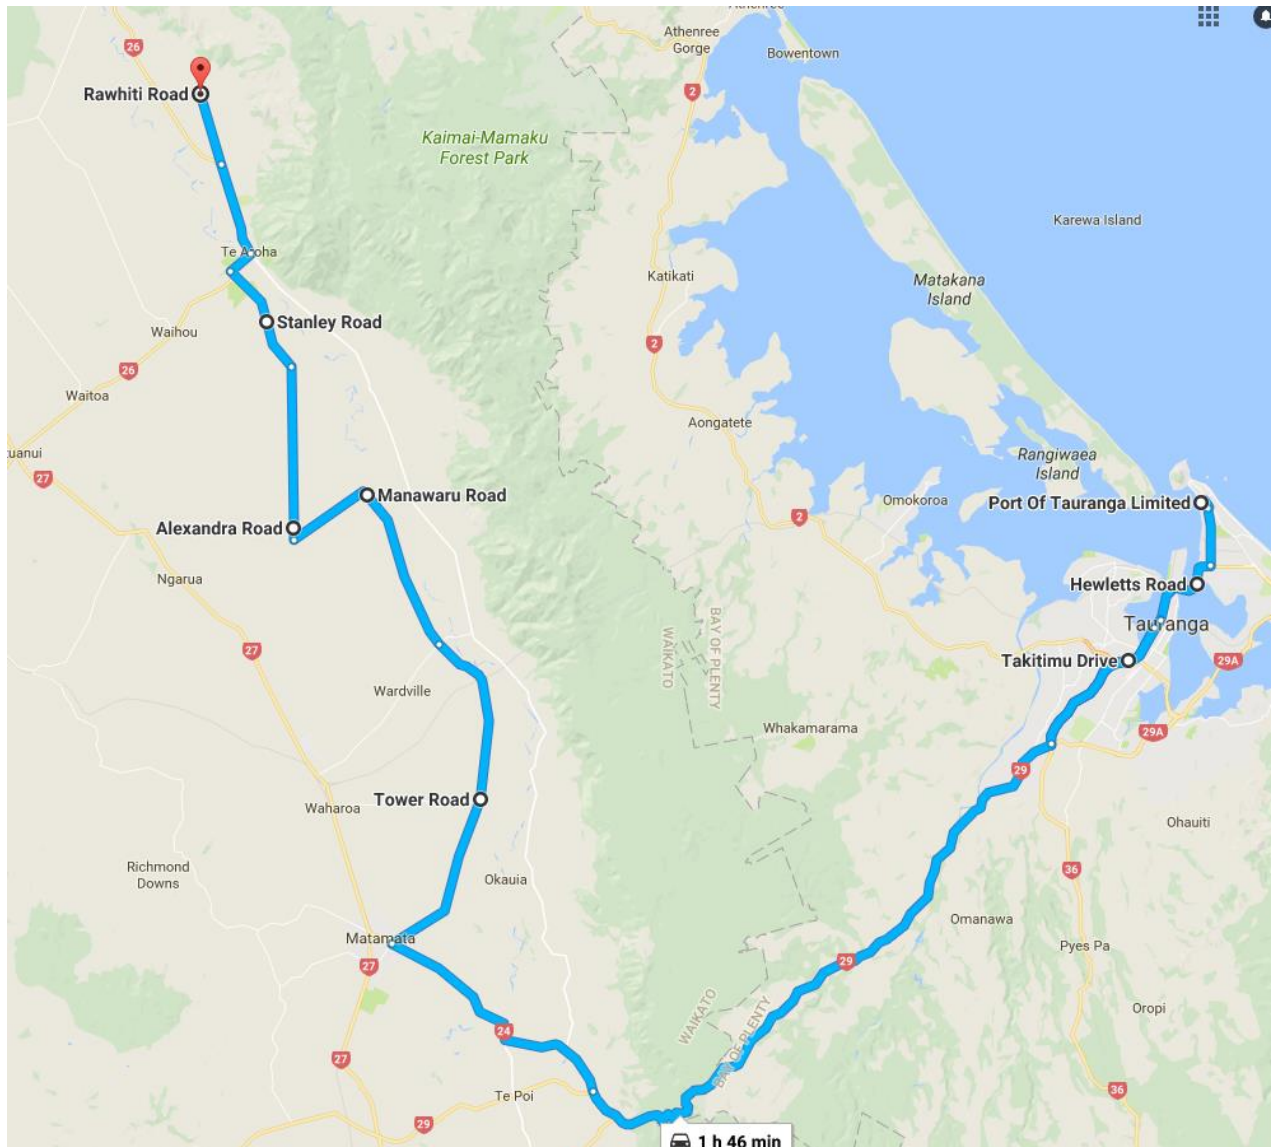 Athenree
26
Athenree
Gorge
Bowentown
Rawhiti Road
2
Kaimai-Mamaku
Forest Park
Karewa Island
Te Aroha
Katikati
Matakana
Island
Stanley Road
Waihou
2
26
Waitoa
Aongatete
uanui
27
Rangiwaea
Island
Manawaru Road
Omokoroa
Port Of Tauranga Limited
2
Alexandra Road
Ngarua
Hewletts Road
Tauranga
WAIKATO
BAY OF PLENTY
27
Takitimu Drive
29A
Wardville
Whakamarama
29A
29
Tower Road
Waharoa
Ohauiti
Richmond
Downs
36
Okauia
Omanawa
Matamata
Pyes Pa
27
29
Oropi
WAIKATO
BAY OF PLENTY
24
27
Te Poi
36
29
1 h 46 min